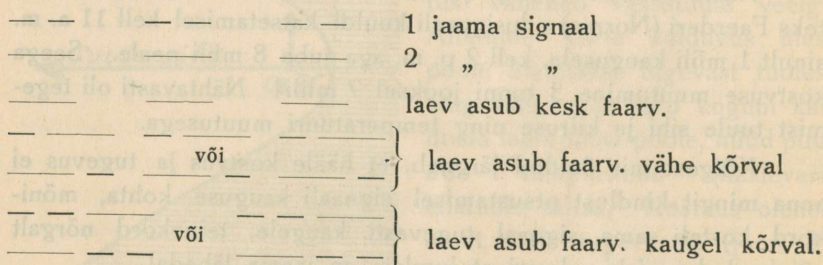 1 jaama signaal
2 „ „
laev asub kesk faarv.
või
laev asub faarv. vähe kõrval
või
laev asub faarv. kaugel kõrval.